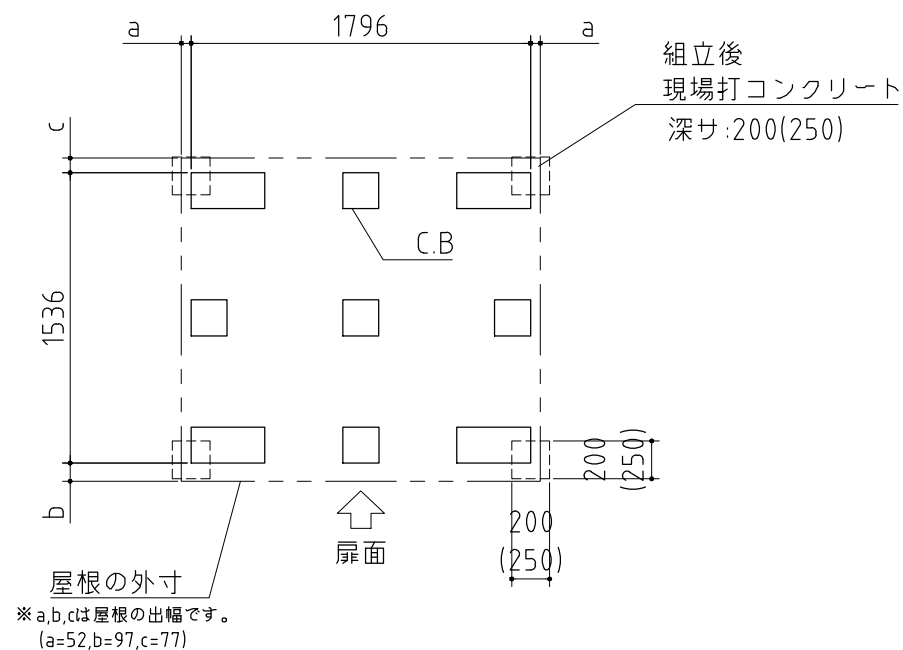 a
1796
a
組立後
現場打コンクリート
深サ:200(250)
c
C.B
1536
200
(250)
b
200
(250)
扉面
屋根の外寸
※a,b,cは屋根の出幅です。
(a=52,b=97,c=77)